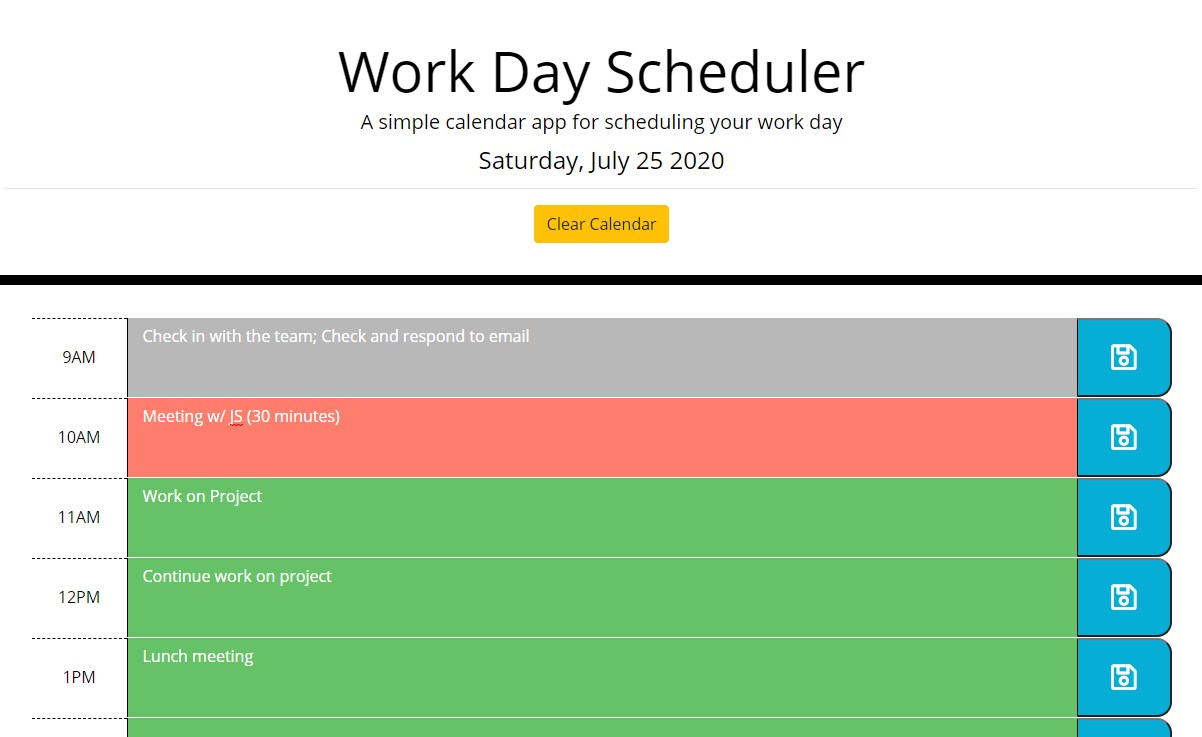 Work Day Scheduler
A simple calendar app for scheduling your work day
Saturday, July 25 2020
Clear Calendar
9AM
Check in with the team; Check and respond to email
10AM
Meeting w/ JS (30 minutes)
11AM
Work on Project
12PM
Continue work on project
1PM
Lunch meeting